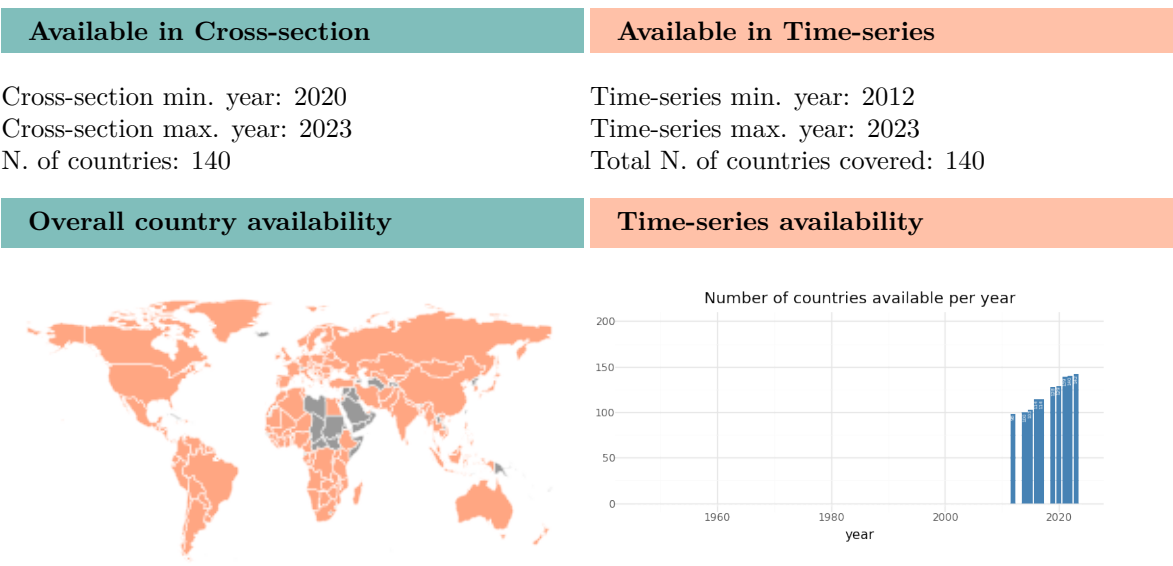 Available in Cross-section
Available in Time-series
Cross-section min. year: 2020
Cross-section max. year: 2023
N. of countries: 140
Time-series min. year: 2012
Time-series max. year: 2023
Total N. of countries covered: 140
Overall country availability
Time-series availability
Number of countries available per year
200
150
100
50
0
1960
1980
2000
2020
year